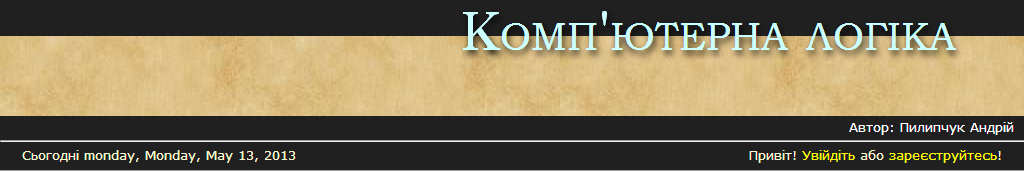 Комп'ютерна логіка
Автор: Пилипчук Андрій
Сьогодні monday, Monday, May 13, 2013
Привіт! Увійдіть або зареєструйтесь!